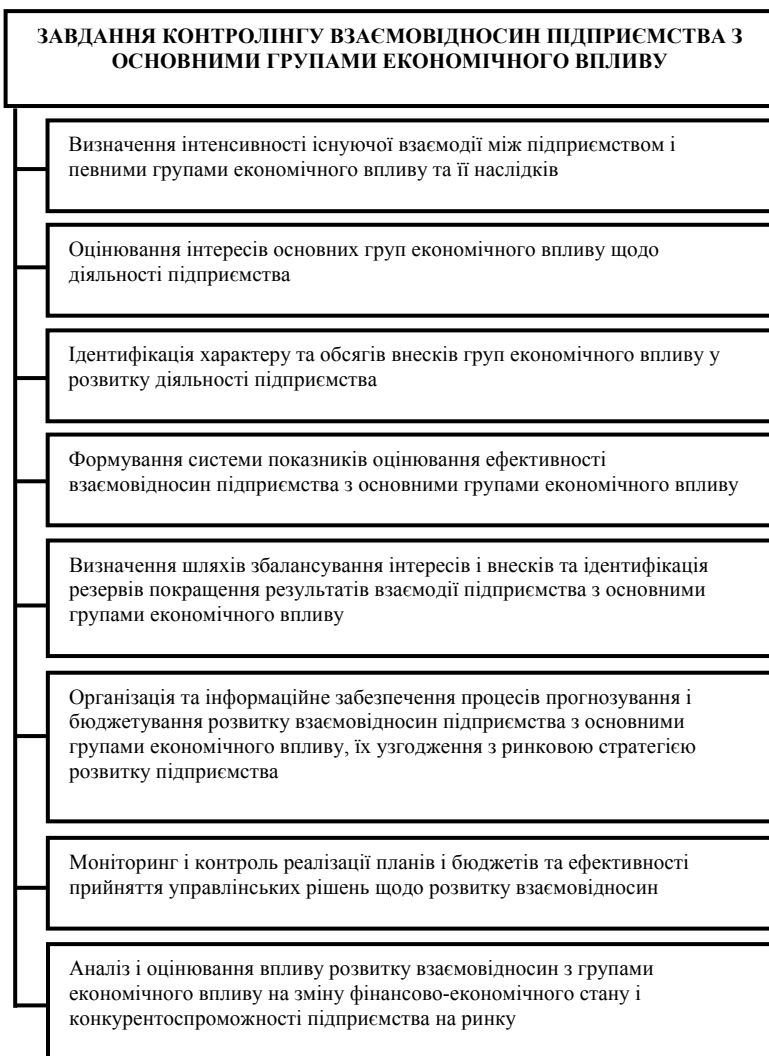 ЗАВДАННЯ КОНТРОЛІНГУ ВЗАЄМОВІДНОСИН ПІДПРИЄМСТВА З
ОСНОВНИМИ ГРУПАМИ ЕКОНОМІЧНОГО ВПЛИВУ
Визначення інтенсивності існуючої взаємодії між підприємством і
певними групами економічного впливу та її наслідків
Оцінювання інтересів основних груп економічного впливу щодо
діяльності підприємства
Ідентифікація характеру та обсягів внесків груп економічного впливу у
розвитку діяльності підприємства
Формування системи показників оцінювання ефективності
взаємовідносин підприємства з основними групами економічного впливу
Визначення шляхів збалансування інтересів і внесків та ідентифікація
резервів покращення результатів взаємодії підприємства з основними
групами економічного впливу
Організація та інформаційне забезпечення процесів прогнозування і
бюджетування розвитку взаємовідносин підприємства з основними
групами економічного впливу, їх узгодження з ринковою стратегією
розвитку підприємства
Моніторинг і контроль реалізації планів і бюджетів та ефективності
прийняття управлінських рішень щодо розвитку взаємовідносин
Аналіз і оцінювання впливу розвитку взаємовідносин з групами
економічного впливу на зміну фінансово-економічного стану і
конкурентоспроможності підприємства на ринку